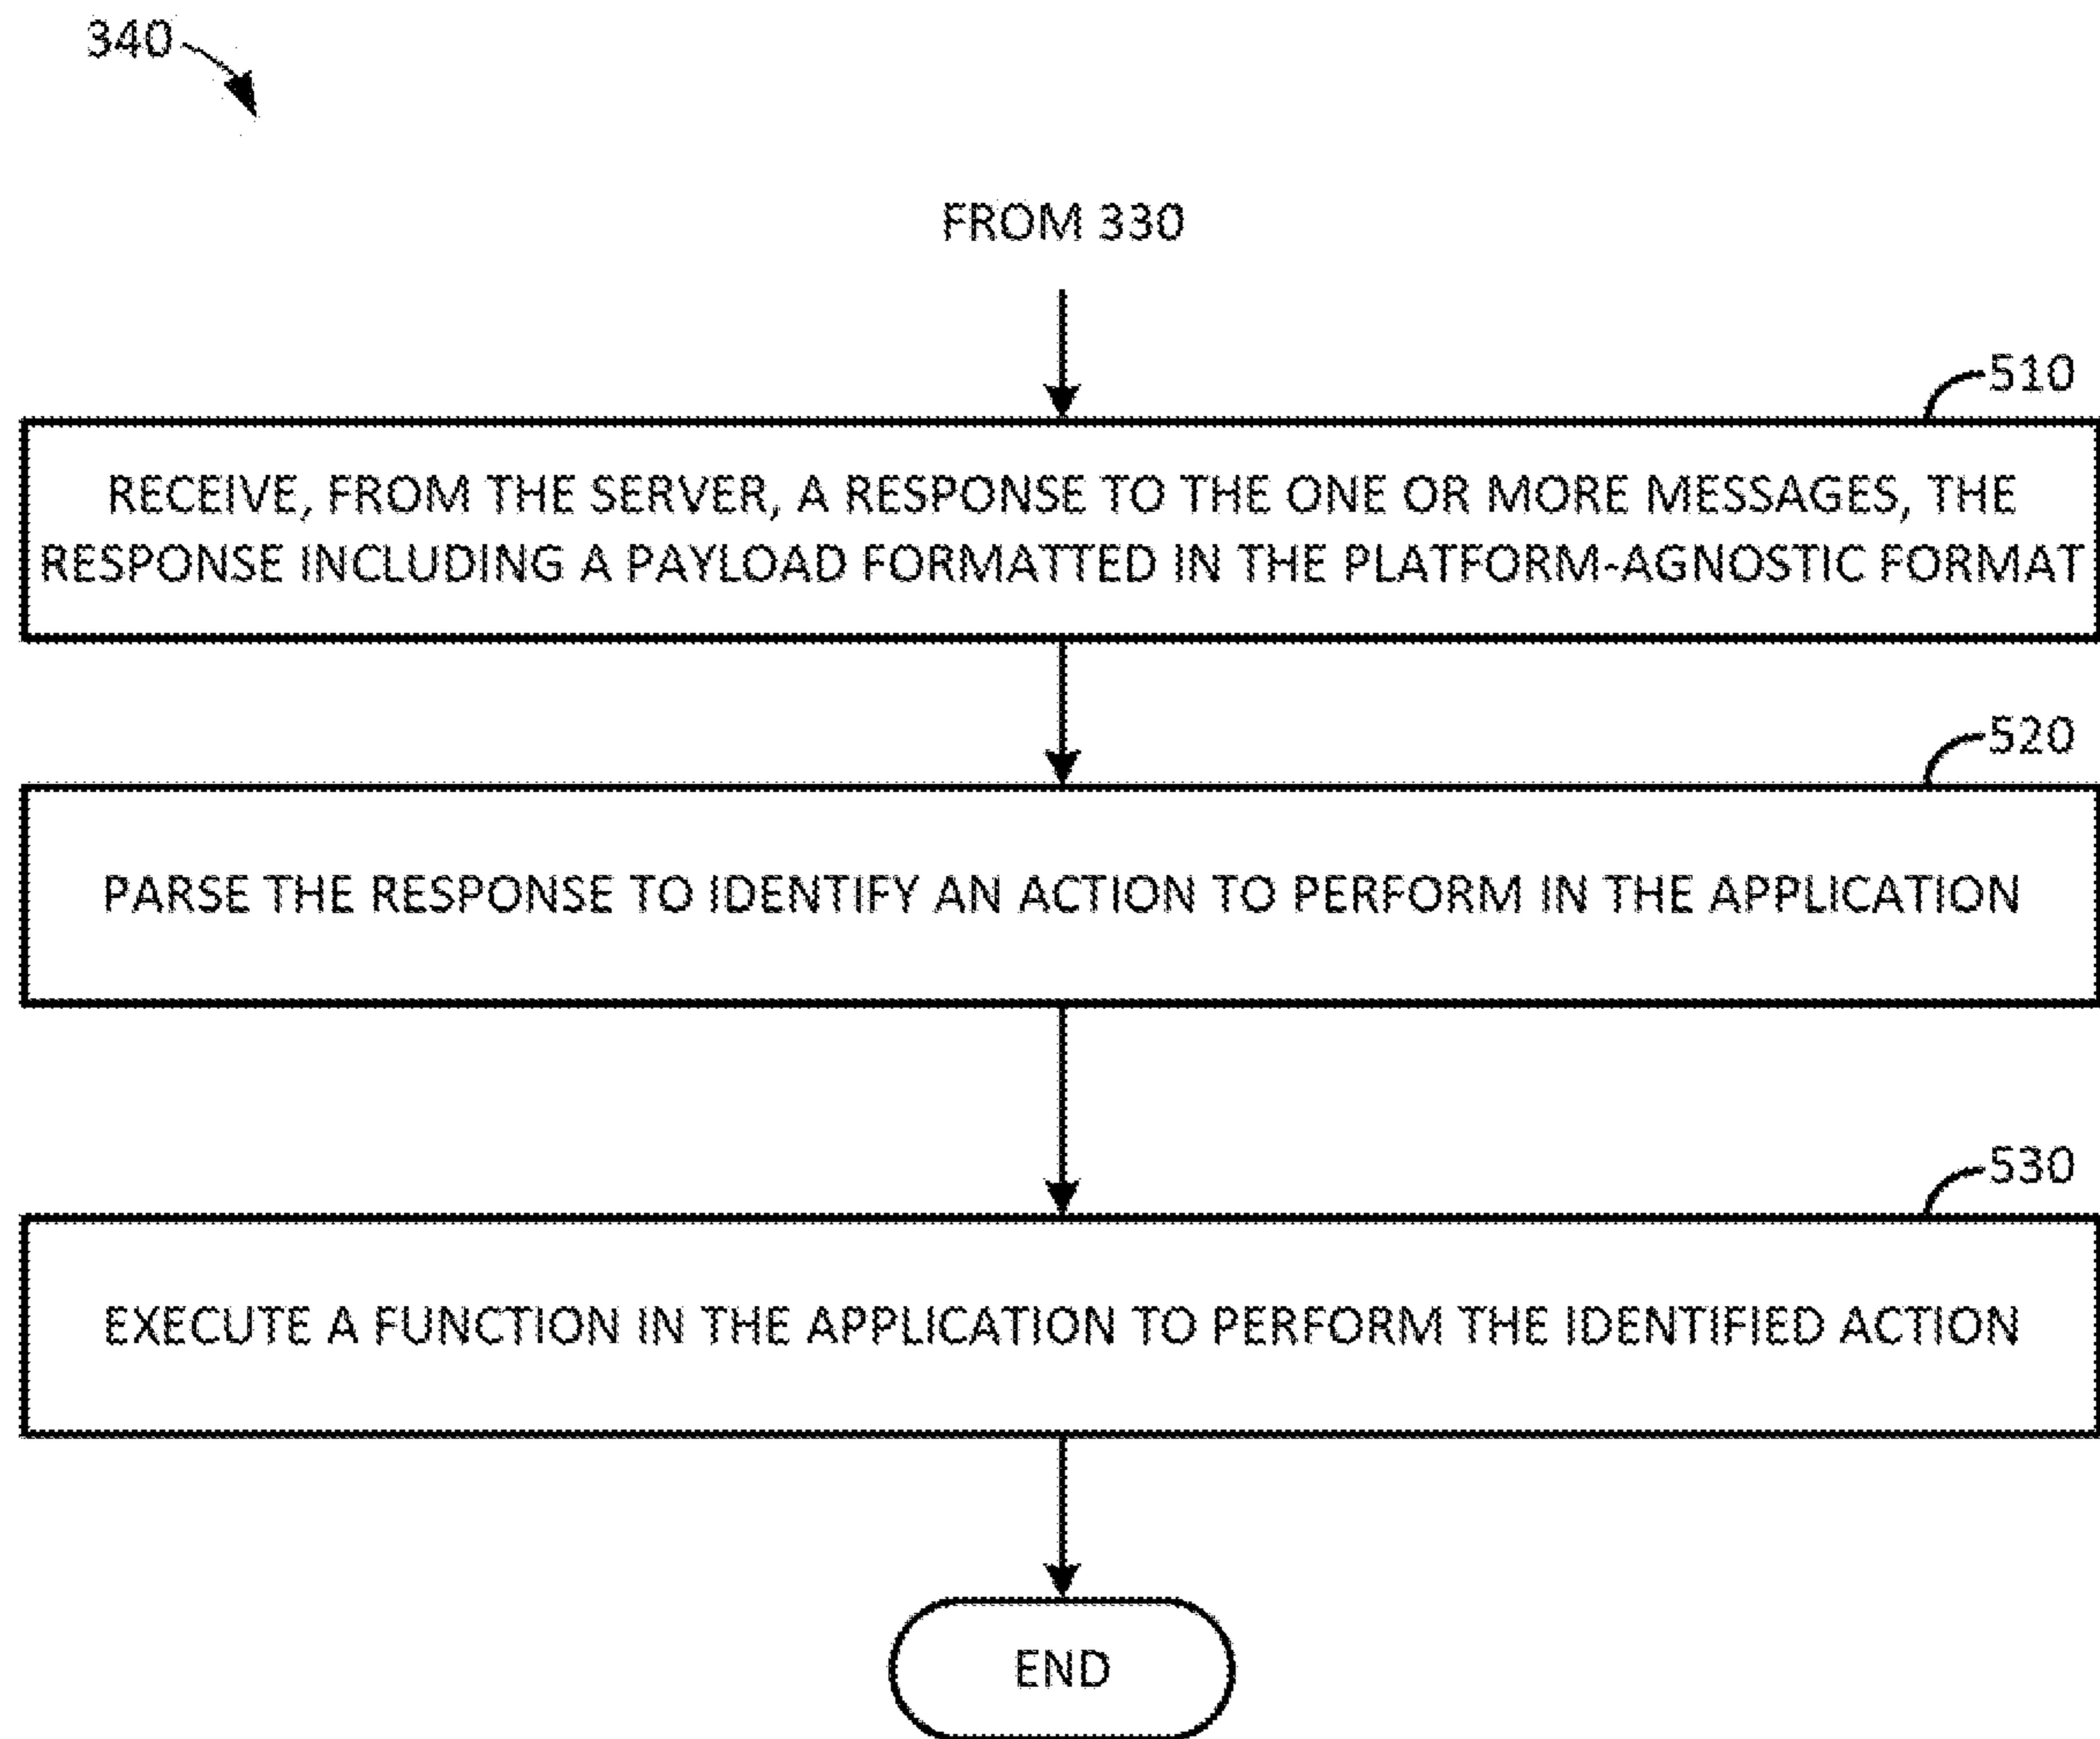 340
FROM 330
510
RECEIVE, FROM THE SERVER, A RESPONSE TO THE ONE OR MORE MESSAGES, THE
RESPONSE INCLUDING A PAYLOAD FORMATTED IN THE PLATFORM-AGNOSTIC FORMAT
520
PARSE THE RESPONSE TO IDENTIFY AN ACTION TO PERFORM IN THE APPLICATION
530
EXECUTE A FUNCTION IN THE APPLICATION TO PERFORM THE IDENTIFIED ACTION
END